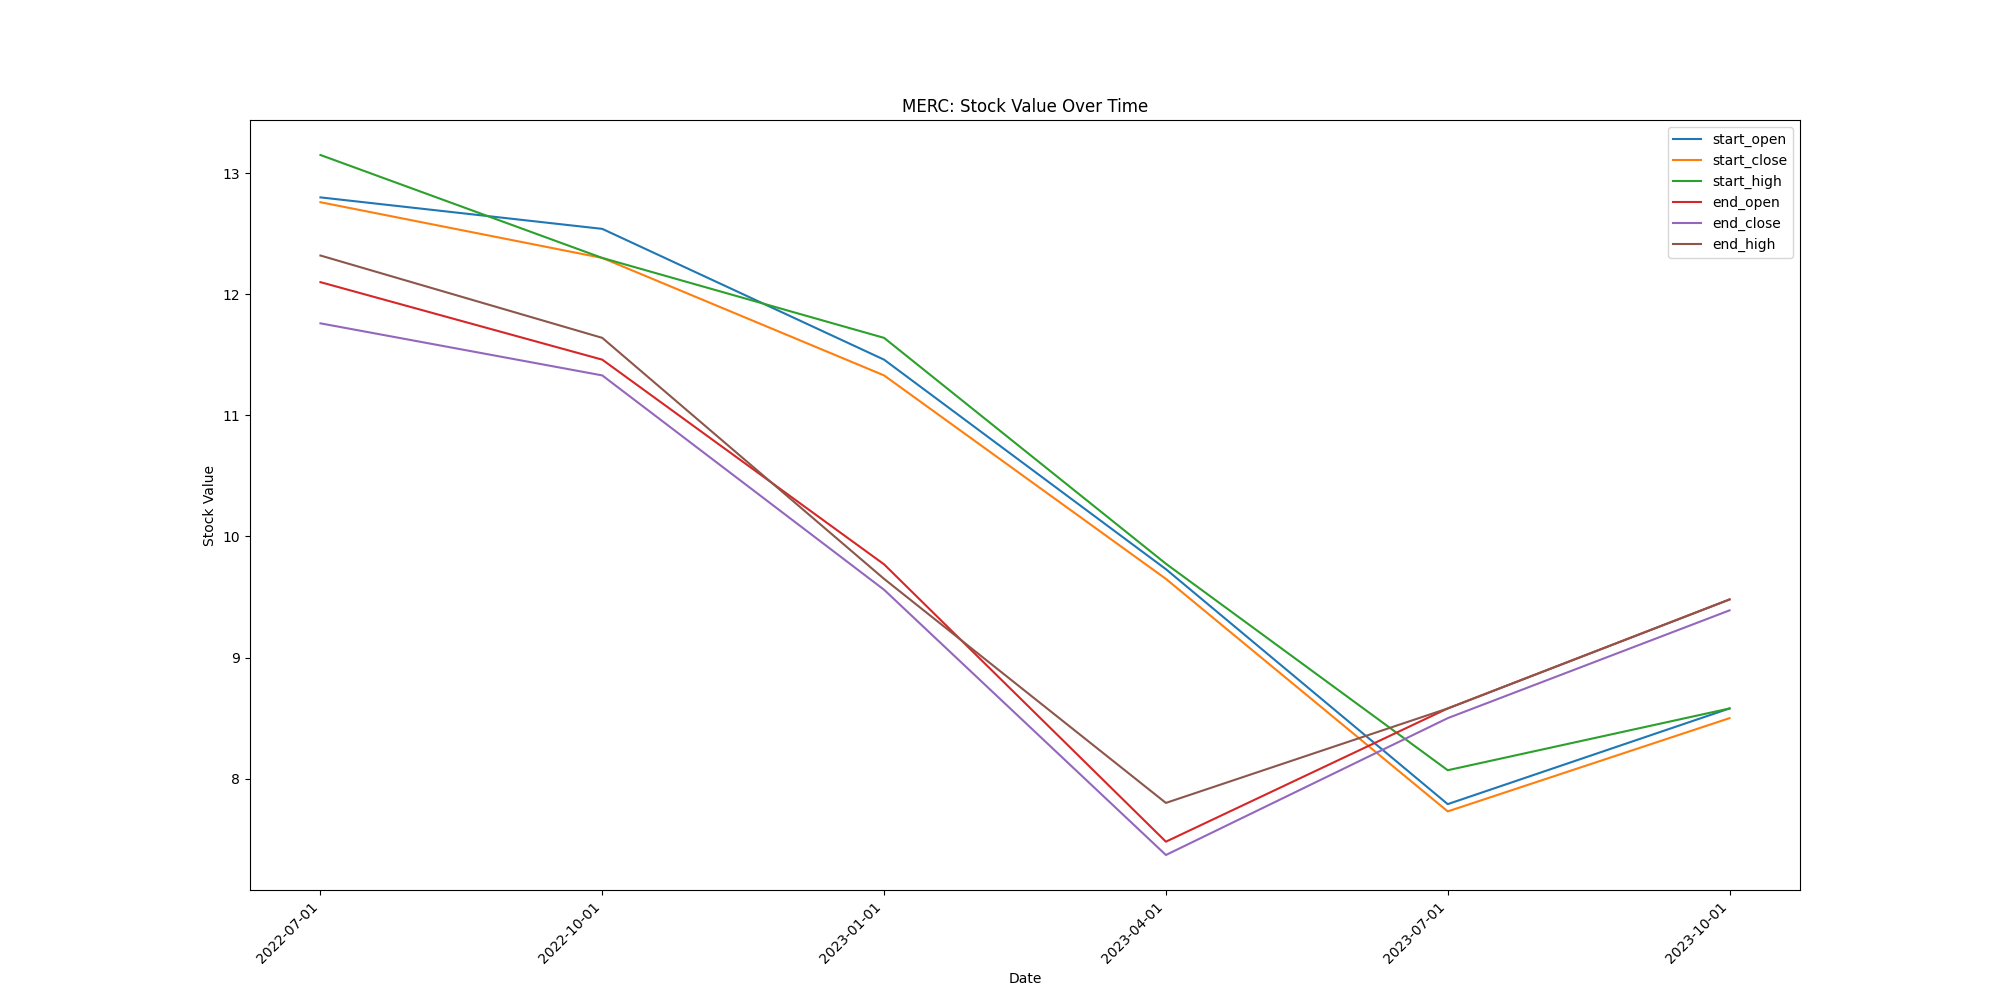 MERC: Stock Value Over Time
start_open
start_close
start_high
end_open
end_close
end_high
13
12
11
10
9
8
Stock Value
2022-07-01
2022-10-01
2023-01-01
2023-04-01
2023-07-01
2023-10-01
Date